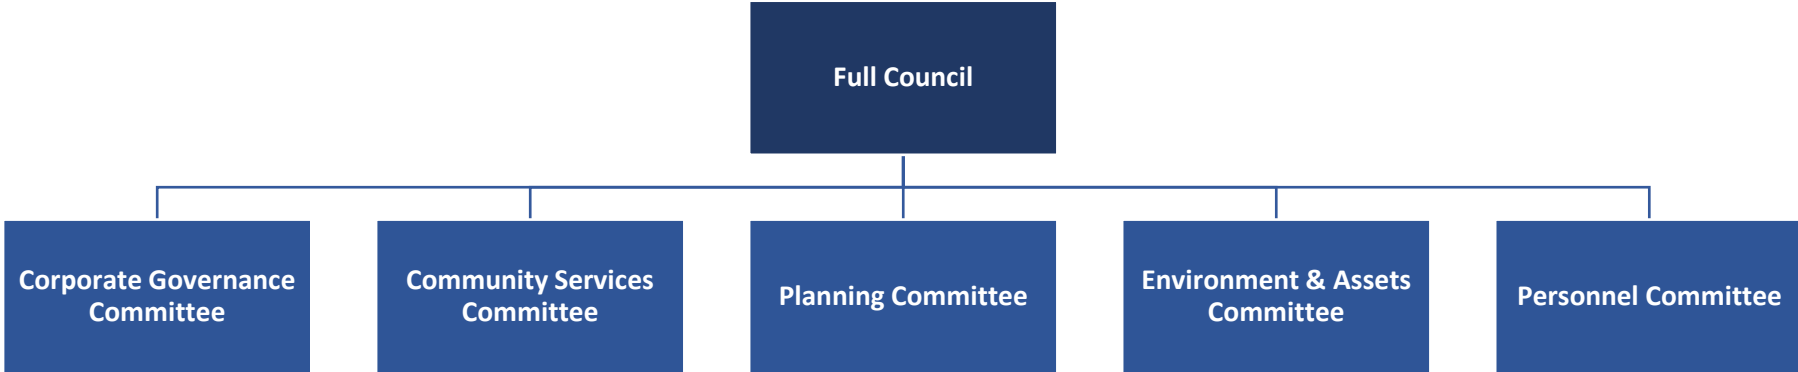 Full Council
Corporate Governance
Committee
Community Services
Committee
Planning Committee
Environment & Assets
Committee
Personnel Committee